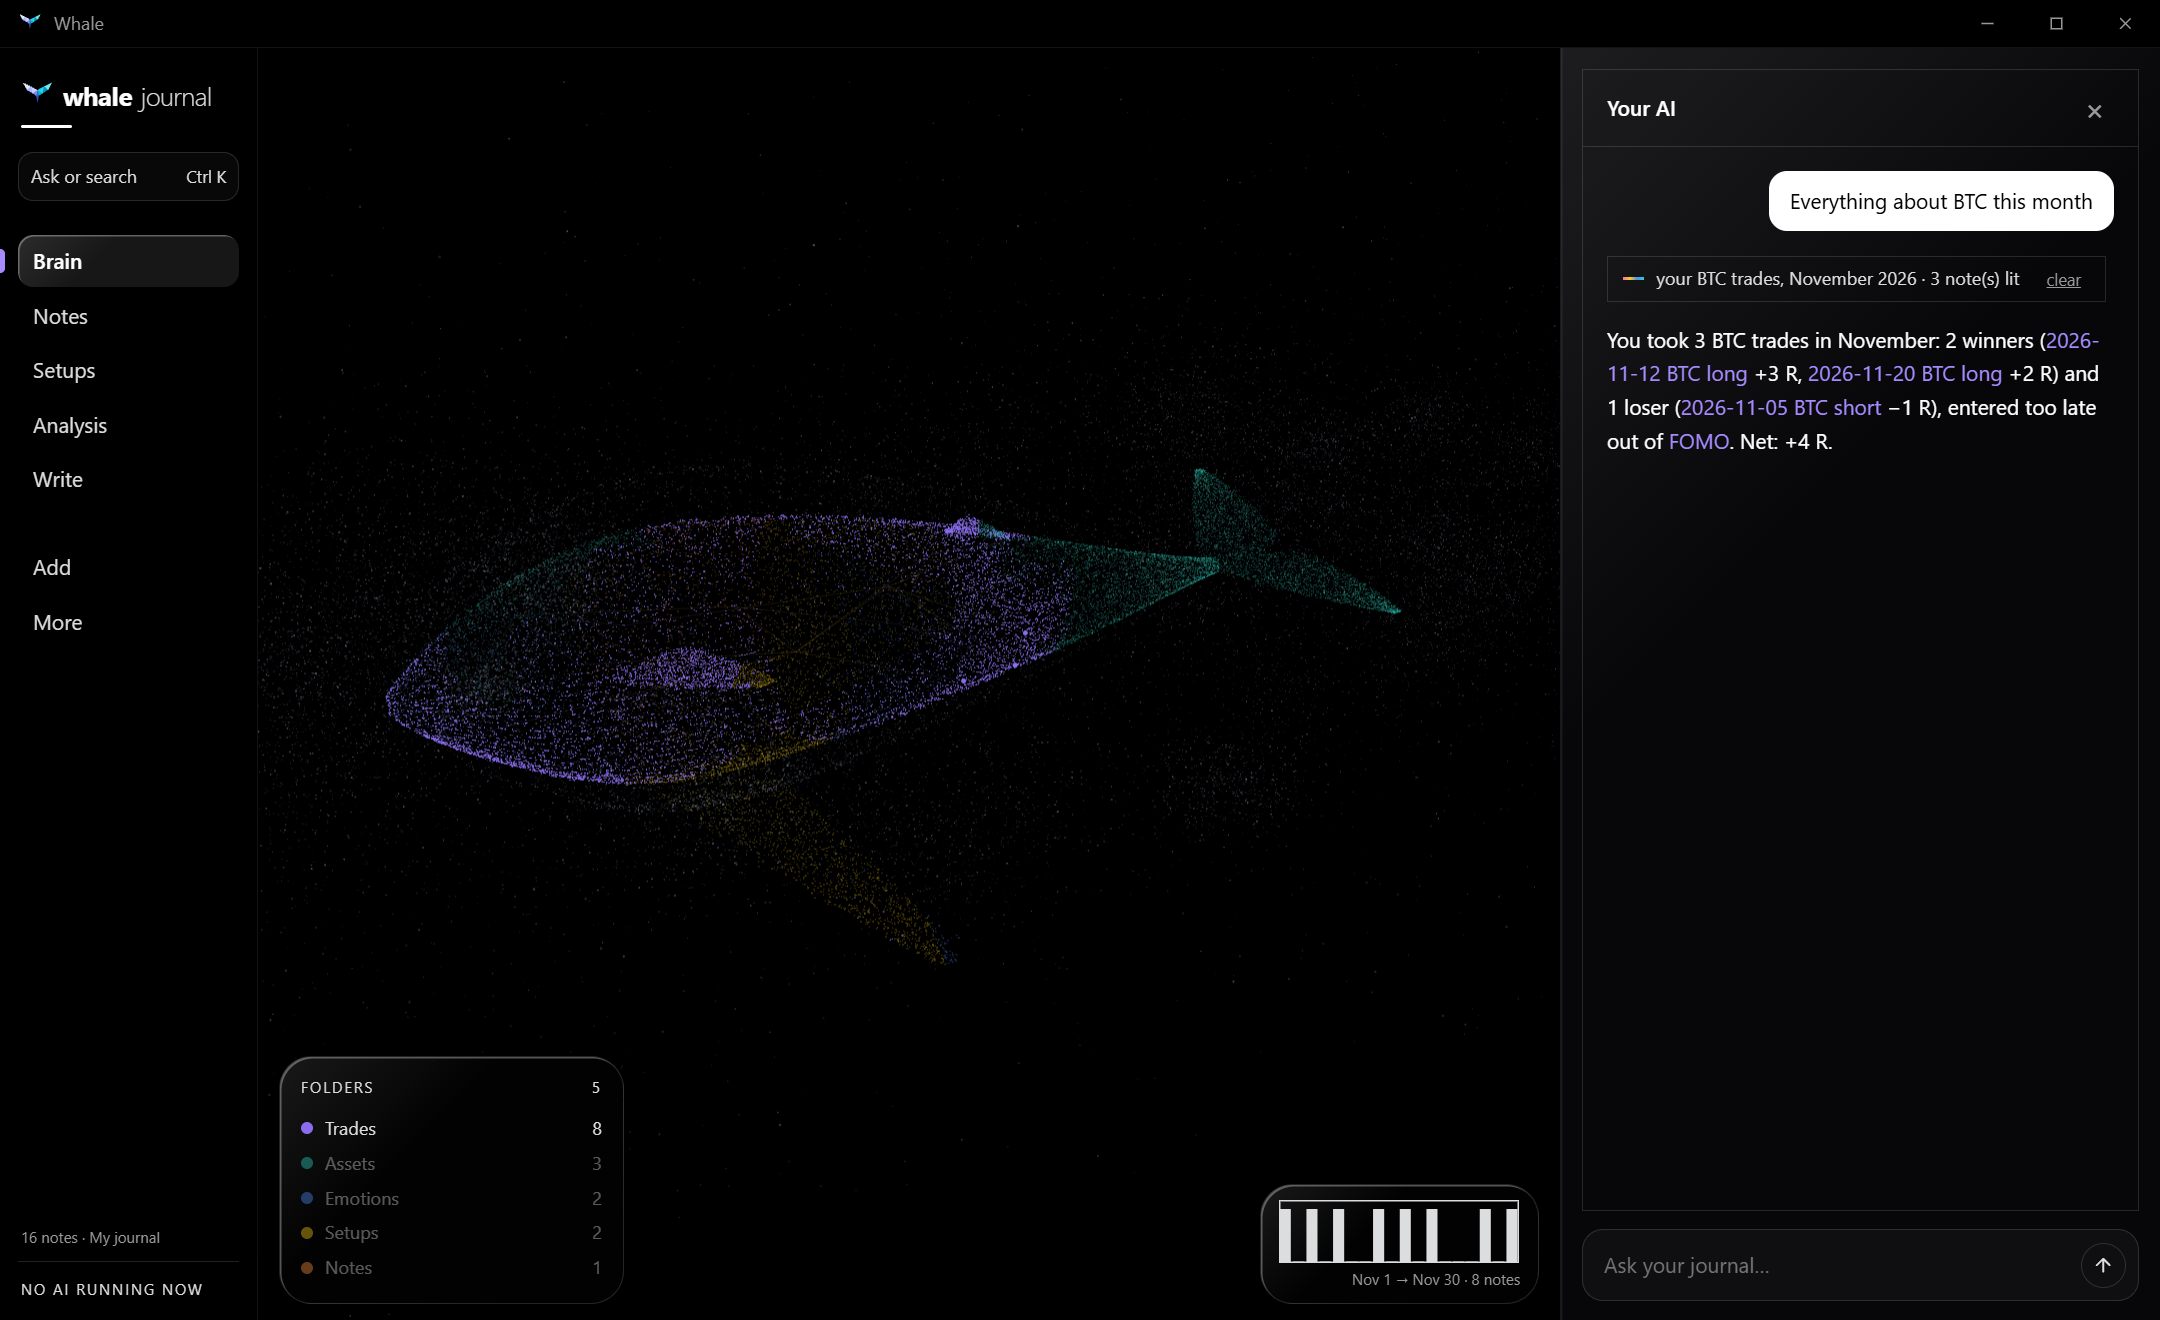 Whale
whale journal
Ask or search Ctrl K
Brain
Notes
Setups
Analysis
Write
Add
More
16 notes · My journal
NO AI RUNNING NOW
FOLDERS 5
Trades 8
Assets 3
Emotions 2
Setups 2
Notes 1
Nov 1 → Nov 30 · 8 notes
Your AI
Everything about BTC this month
your BTC trades, November 2026 · 3 note(s) lit clear
You took 3 BTC trades in November: 2 winners (2026-
11-12 BTC long +3 R, 2026-11-20 BTC long +2 R) and
1 loser (2026-11-05 BTC short −1 R), entered too late
out of FOMO. Net: +4 R.
Ask your journal...